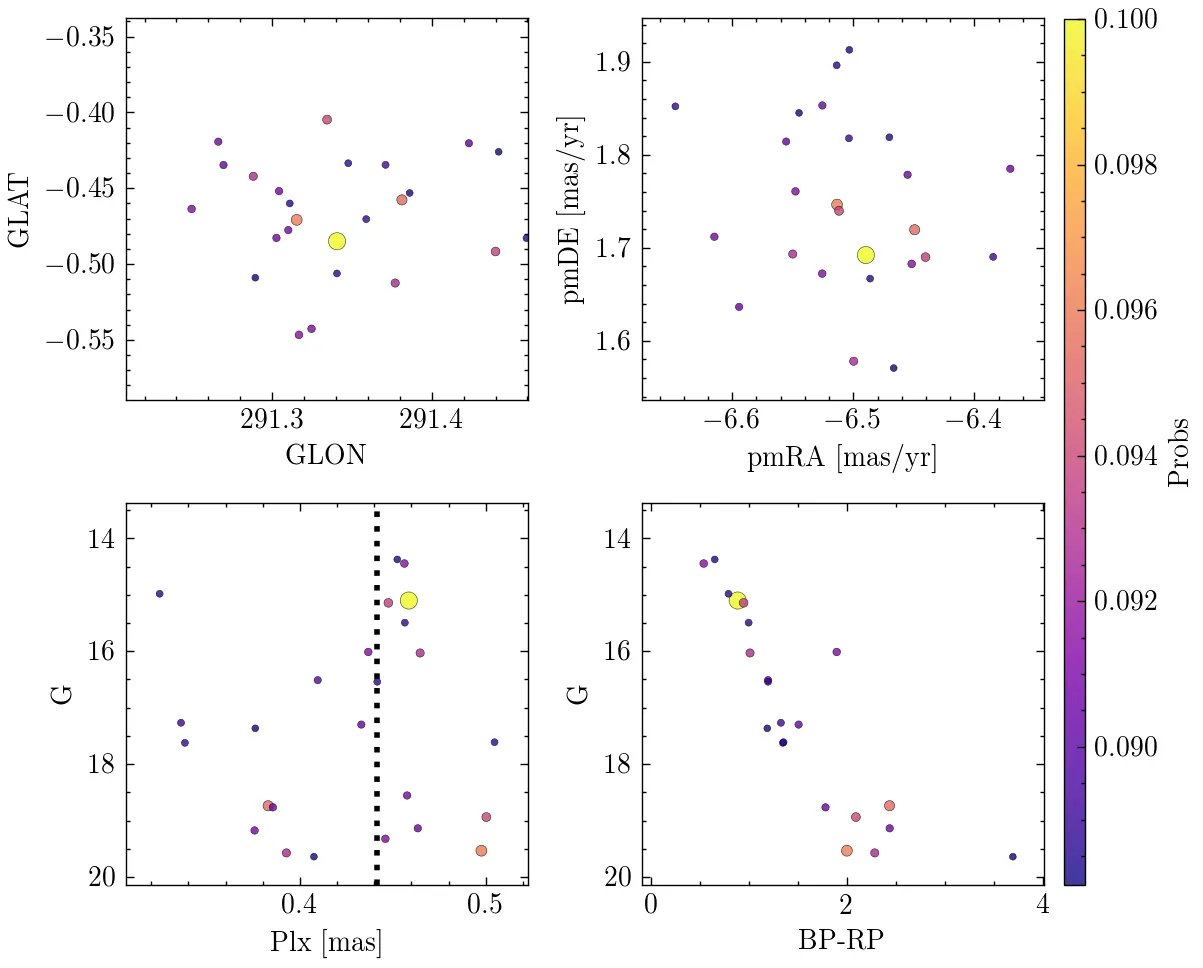 −0.35
−0.40
−0.45
−0.50
−0.55
GLAT
291.3 291.4
GLON
1.9
1.8
1.7
1.6
pmDE [mas/yr]
−6.6 −6.5 −6.4
pmRA [mas/yr]
14
16
18
20
G
0.4 0.5
Plx [mas]
14
16
18
20
G
0 2 4
BP-RP
0.100
0.098
0.096
0.094
0.092
0.090
Probs